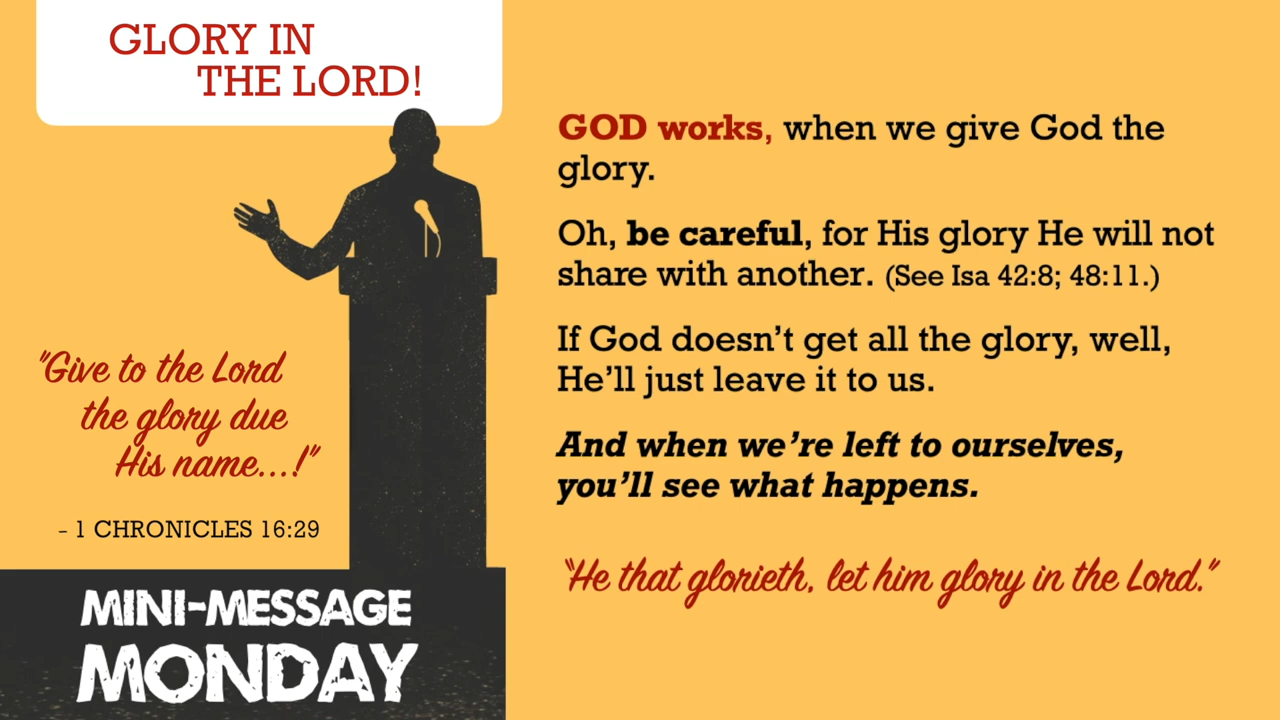 GLORY IN
THE LORD!
"Give to the Lord
the glory due
His name...!"
– 1 CHRONICLES 16:29
MINI-MESSAGE
MONDAY
GOD works, when we give God the
glory.
Oh, be careful, for His glory He will not
share with another. (See Isa 42:8; 48:11.)
If God doesn't get all the glory, well,
He'll just leave it to us.
And when we're left to ourselves,
you'll see what happens.
"He that glorieth, let him glory in the Lord."